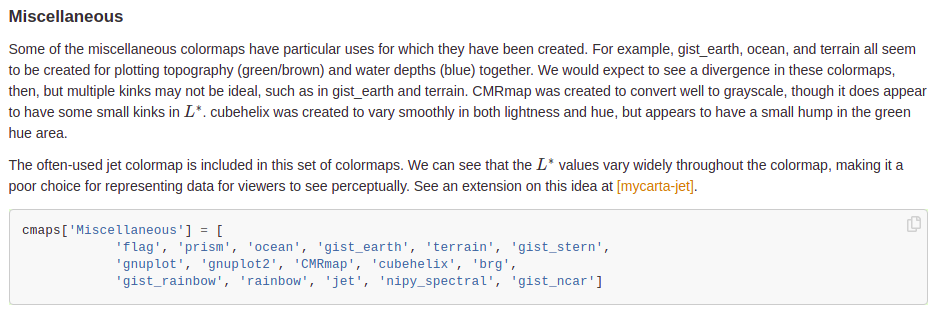 Miscellaneous
Some of the miscellaneous colormaps have particular uses for which they have been created. For example, gist_earth, ocean, and terrain all seem
to be created for plotting topography (green/brown) and water depths (blue) together. We would expect to see a divergence in these colormaps,
then, but multiple kinks may not be ideal, such as in gist_earth and terrain. CMRmap was created to convert well to grayscale, though it does appear
to have some small kinks in L*. cubehelix was created to vary smoothly in both lightness and hue, but appears to have a small hump in the green
hue area.
The often-used jet colormap is included in this set of colormaps. We can see that the L* values vary widely throughout the colormap, making it a
poor choice for representing data for viewers to see perceptually. See an extension on this idea at [mycarta-jet].
cmaps['Miscellaneous'] = [
            'flag', 'prism', 'ocean', 'gist_earth', 'terrain', 'gist_stern',
            'gnuplot', 'gnuplot2', 'CMRmap', 'cubehelix', 'brg',
            'gist_rainbow', 'rainbow', 'jet', 'nipy_spectral', 'gist_ncar']